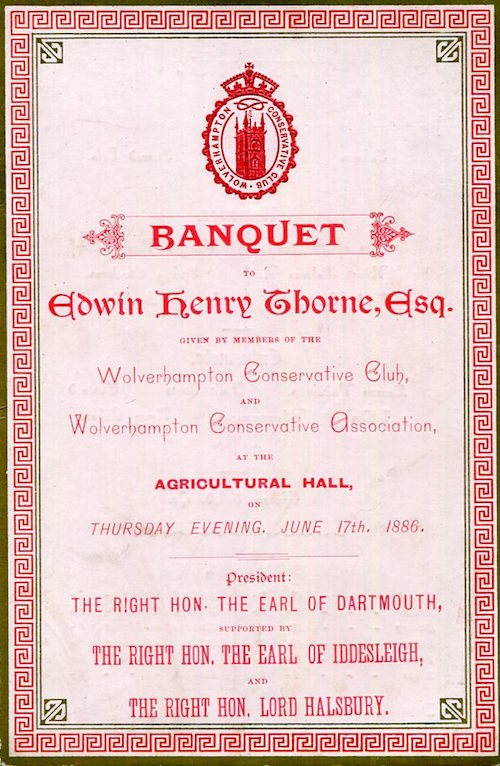 WOLVERHAMPTON CONSERVATIVE CLUB
BANQUET
TO
Edwin Henry Thorne, Esq.
GIVEN BY MEMBERS OF THE
Wolverhampton Conservative Club,
AND
Wolverhampton Conservative Association,
AT THE
AGRICULTURAL HALL,
ON
THURSDAY EVENING, JUNE 17th, 1886.
President:
THE RIGHT HON. THE EARL OF DARTMOUTH,
SUPPORTED BY
THE RIGHT HON. THE EARL OF IDDESLEIGH,
AND
THE RIGHT HON. LORD HALSBURY.